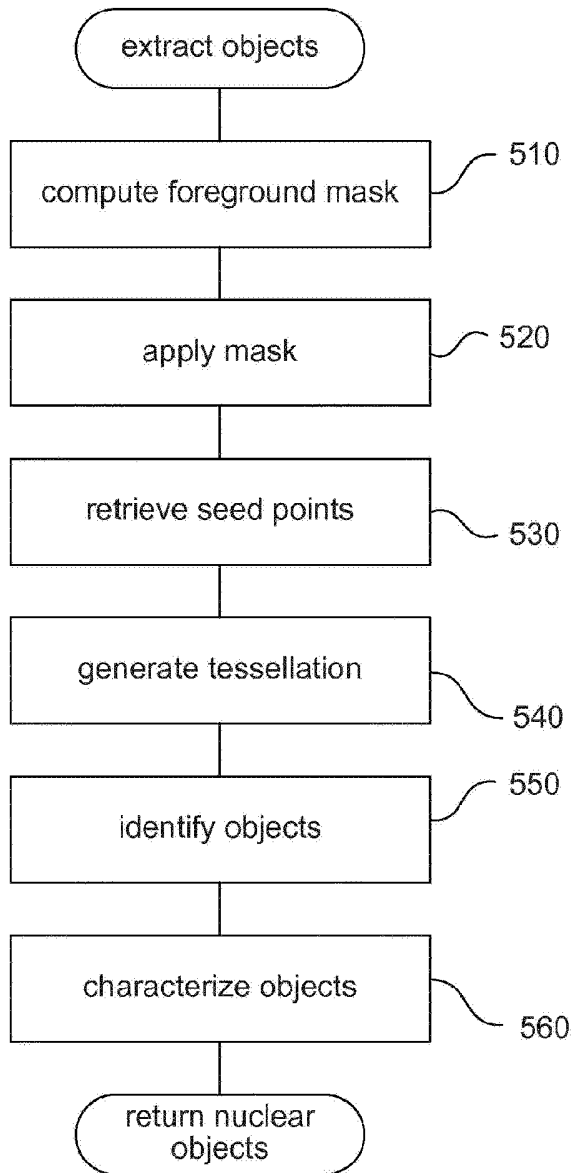 extract objects
compute foreground mask
510
apply mask
520
retrieve seed points
530
generate tessellation
540
550
identify objects
characterize objects
560
return nuclear
objects